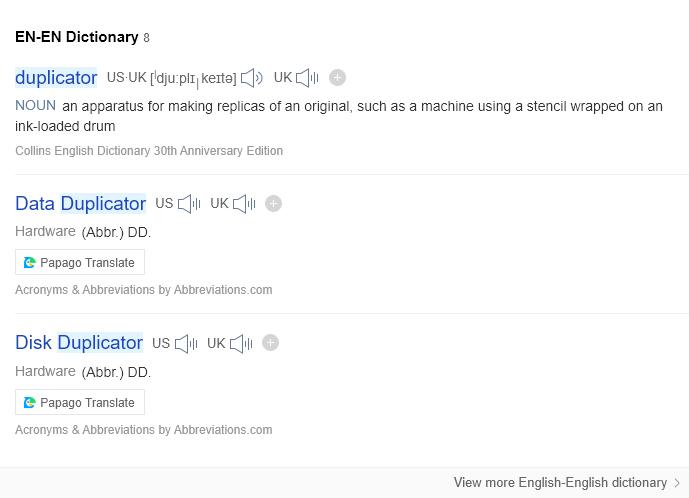 EN-EN Dictionary 8
duplicator US·UK [ˈdjuːplɪˌkeɪtə] UK
NOUN an apparatus for making replicas of an original, such as a machine using a stencil wrapped on an
ink-loaded drum
Collins English Dictionary 30th Anniversary Edition
Data Duplicator US UK
Hardware (Abbr.) DD.
Papago Translate
Acronyms & Abbreviations by Abbreviations.com
Disk Duplicator US UK
Hardware (Abbr.) DD.
Papago Translate
Acronyms & Abbreviations by Abbreviations.com
View more English-English dictionary